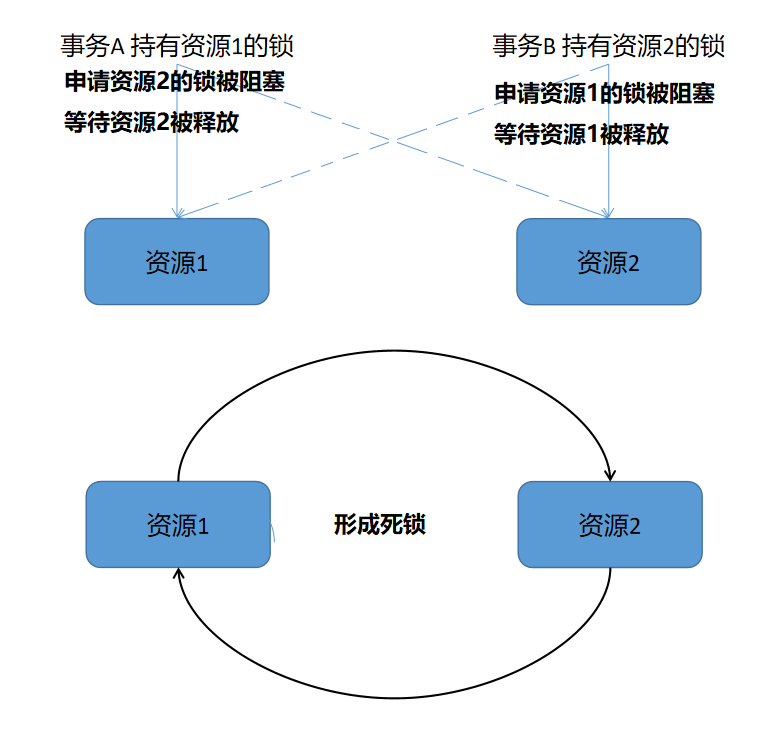 事务A 持有资源1的锁
申请资源2的锁被阻塞
等待资源2被释放
事务B 持有资源2的锁
申请资源1的锁被阻塞
等待资源1被释放
资源1
资源2
资源1
形成死锁
资源2